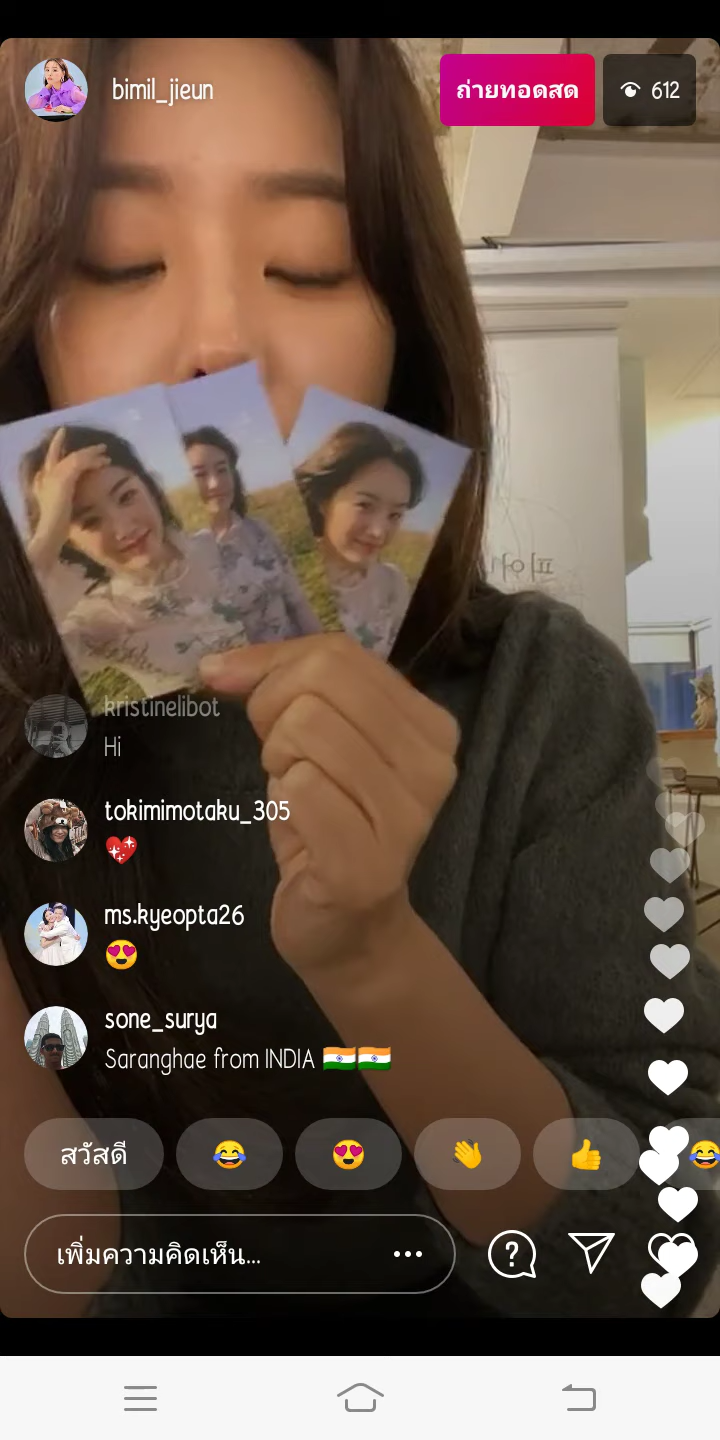 bimil_jieun
ถ่ายทอดสด
612
kristinelibot
Hi
tokimimotaku_305
💖
ms.kyeopta26
😍
sone_surya
Saranghae from INDIA 🇮🇳🇮🇳
สวัสดี 😂 😍 👋 👍 😂
เพิ่มความคิดเห็น...